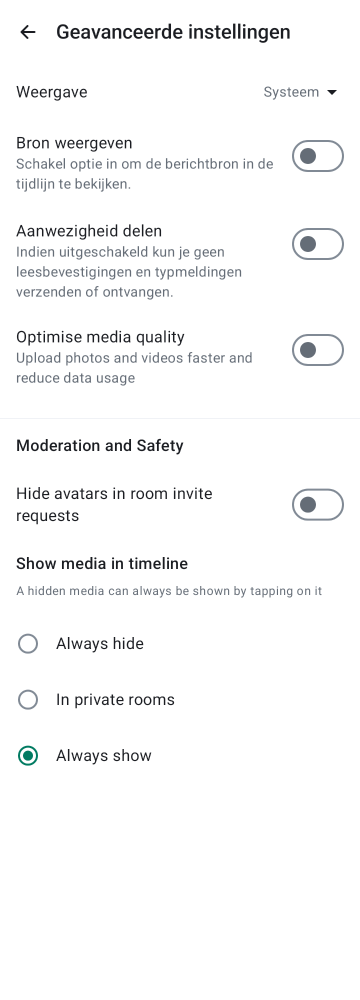 Geavanceerde instellingen
Weergave
Systeem
Bron weergeven
Schakel optie in om de berichtbron in de
tijdlijn te bekijken.
Aanwezigheid delen
Indien uitgeschakeld kun je geen
leesbevestigingen en typmeldingen
verzenden of ontvangen.
Optimise media quality
Upload photos and videos faster and
reduce data usage
Moderation and Safety
Hide avatars in room invite
requests
Show media in timeline
A hidden media can always be shown by tapping on it
Always hide
In private rooms
Always show